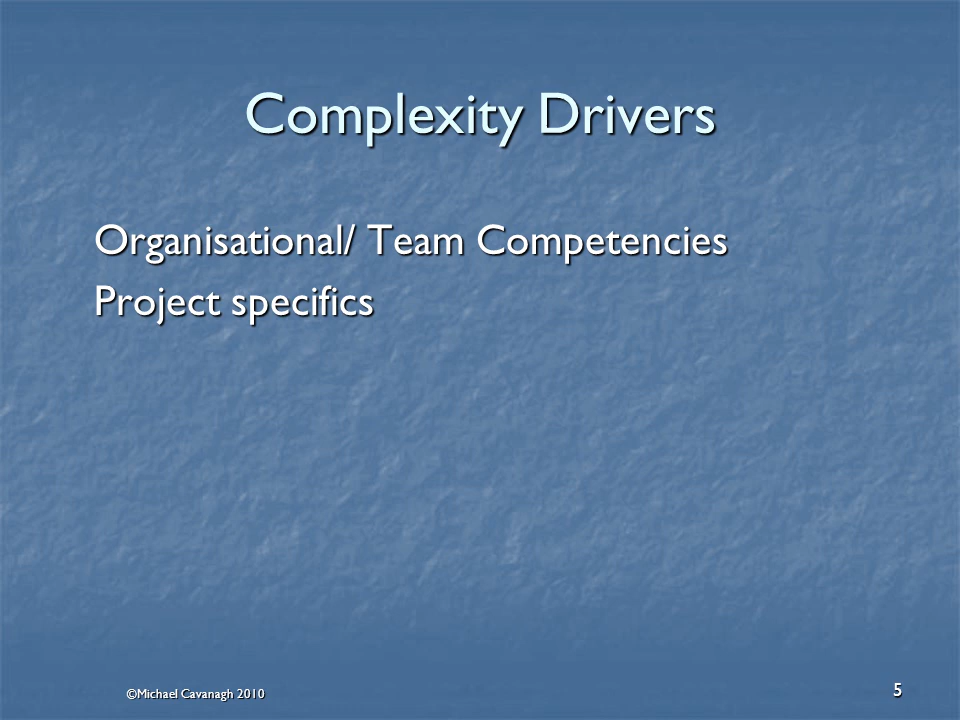 Complexity Drivers
Organisational/ Team Competencies
Project specifics
©Michael Cavanagh 2010
5